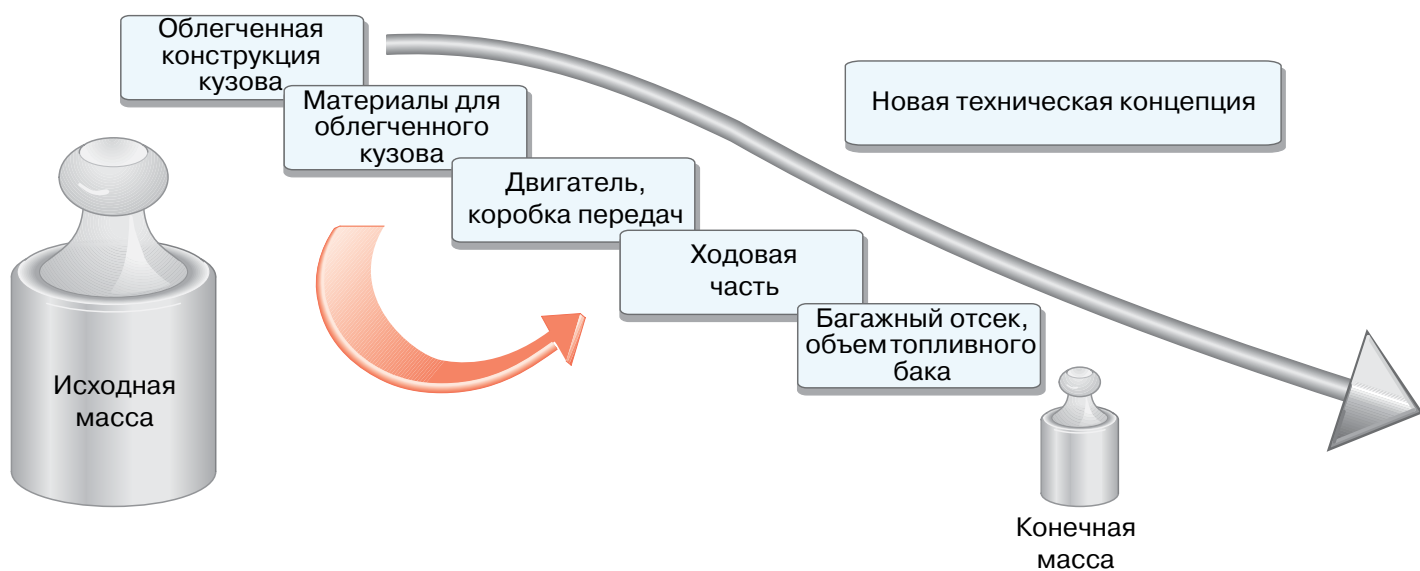 Облегченная
конструкция
кузова
Материалы для
облегченного
кузова
Двигатель,
коробка передач
Ходовая
часть
Багажный отсек,
объем топливного
бака
Новая техническая концепция
Исходная
масса
Конечная
масса